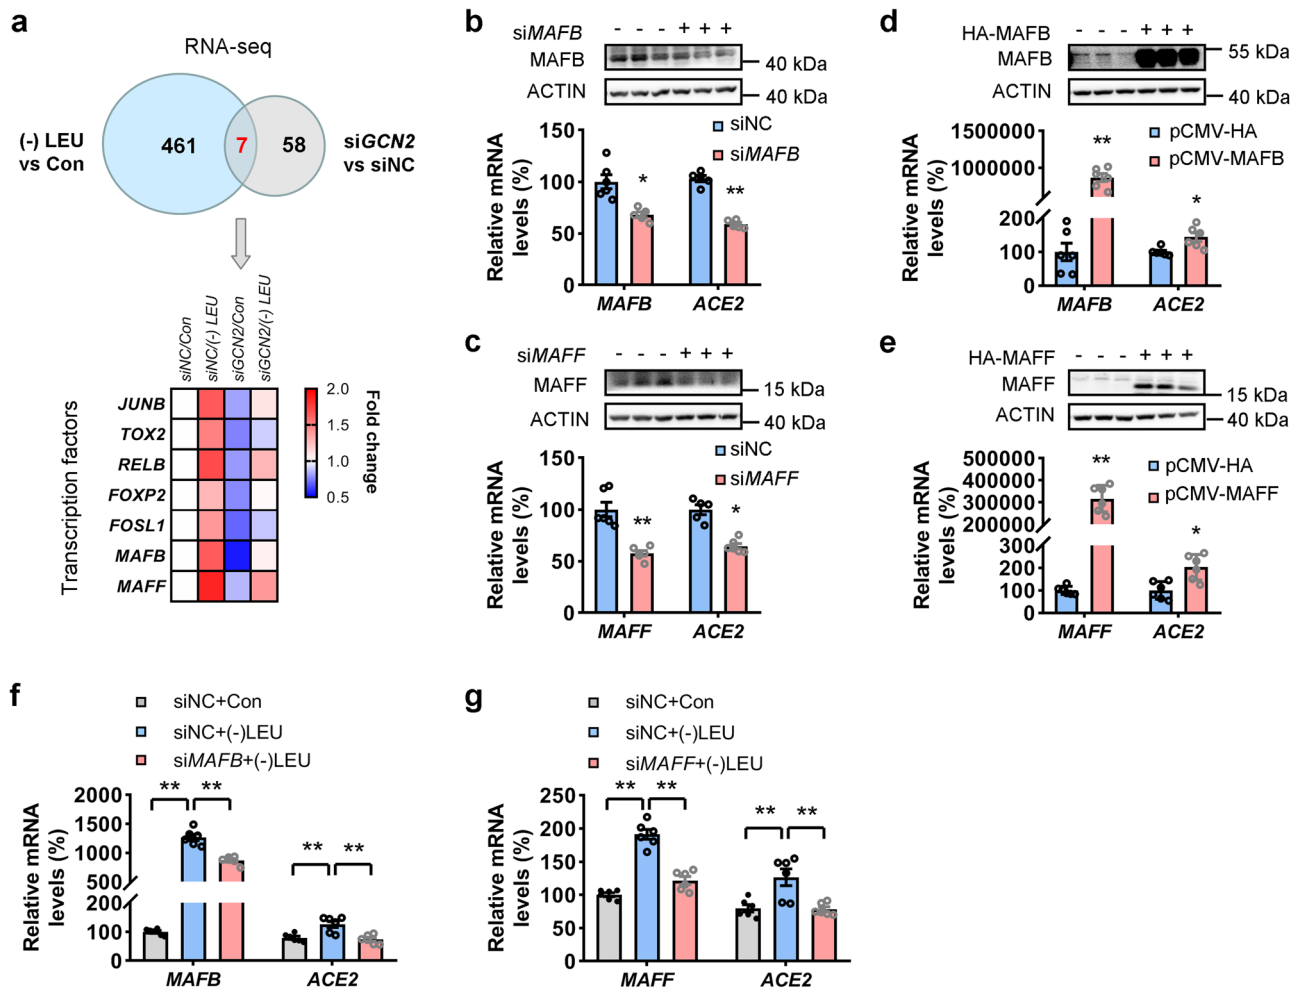 a
RNA-seq
(-) LEU
vs Con
461
7
58
siGCN2
vs siNC
siNC/Con
siNC/(-) LEU
siGCN2/Con
siGCN2/(-) LEU
Transcription factors
JUNB
TOX2
RELB
FOXP2
FOSL1
MAFB
MAFF
2.0
1.5
1.0
0.5
Fold change
b
siMAFB - - - + + +
MAFB
40 kDa
ACTIN
40 kDa
Relative mRNA
levels (%)
150
100
50
0
siNC
siMAFB
*
**
MAFB ACE2
c
siMAFF - - - + + +
MAFF
15 kDa
ACTIN
40 kDa
Relative mRNA
levels (%)
150
100
50
0
siNC
siMAFF
**
*
MAFF ACE2
d
HA-MAFB - - - + + +
MAFB
55 kDa
ACTIN
40 kDa
Relative mRNA
levels (%)
1500000
1000000
200
100
0
pCMV-HA
pCMV-MAFB
**
*
MAFB ACE2
e
HA-MAFF - - - + + +
MAFF
15 kDa
ACTIN
40 kDa
Relative mRNA
levels (%)
500000
400000
300000
200000
300
200
100
0
pCMV-HA
pCMV-MAFF
**
*
MAFF ACE2
f
siNC+Con
siNC+(-)LEU
siMAFB+(-)LEU
Relative mRNA
levels (%)
2000
1500
1000
500
200
100
0
** **
** **
MAFB ACE2
g
siNC+Con
siNC+(-)LEU
siMAFF+(-)LEU
Relative mRNA
levels (%)
250
200
150
100
50
0
** **
** **
MAFF ACE2